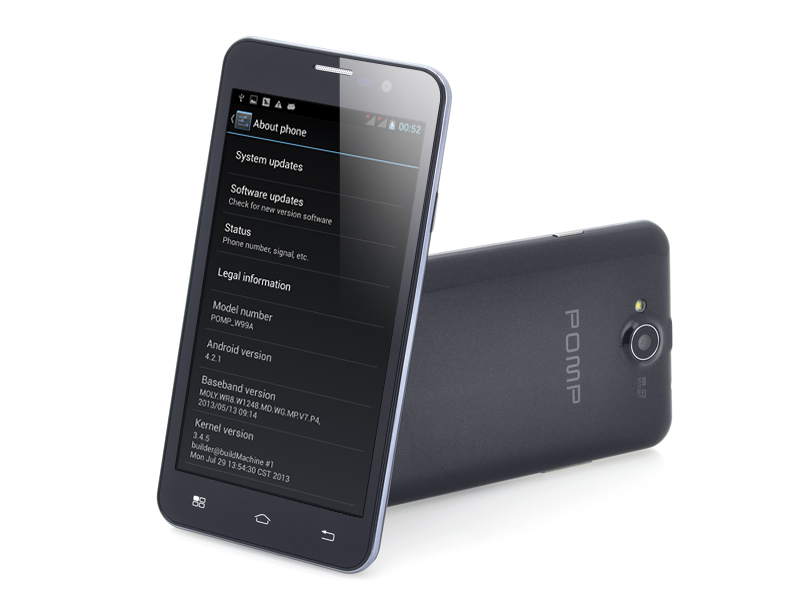 00:52
About phone
System updates
Software updates
Check for new version software
Status
Phone number, signal, etc.
Legal information
Model number
POMP_W99A
Android version
4.2.1
Baseband version
MOLY.WR8.W1248.MD.WG.MP.V7.P4,
2013/05/13 09:14
Kernel version
3.4.5
builder@buildMachine #1
Mon Jul 29 13:54:30 CST 2013
POMP